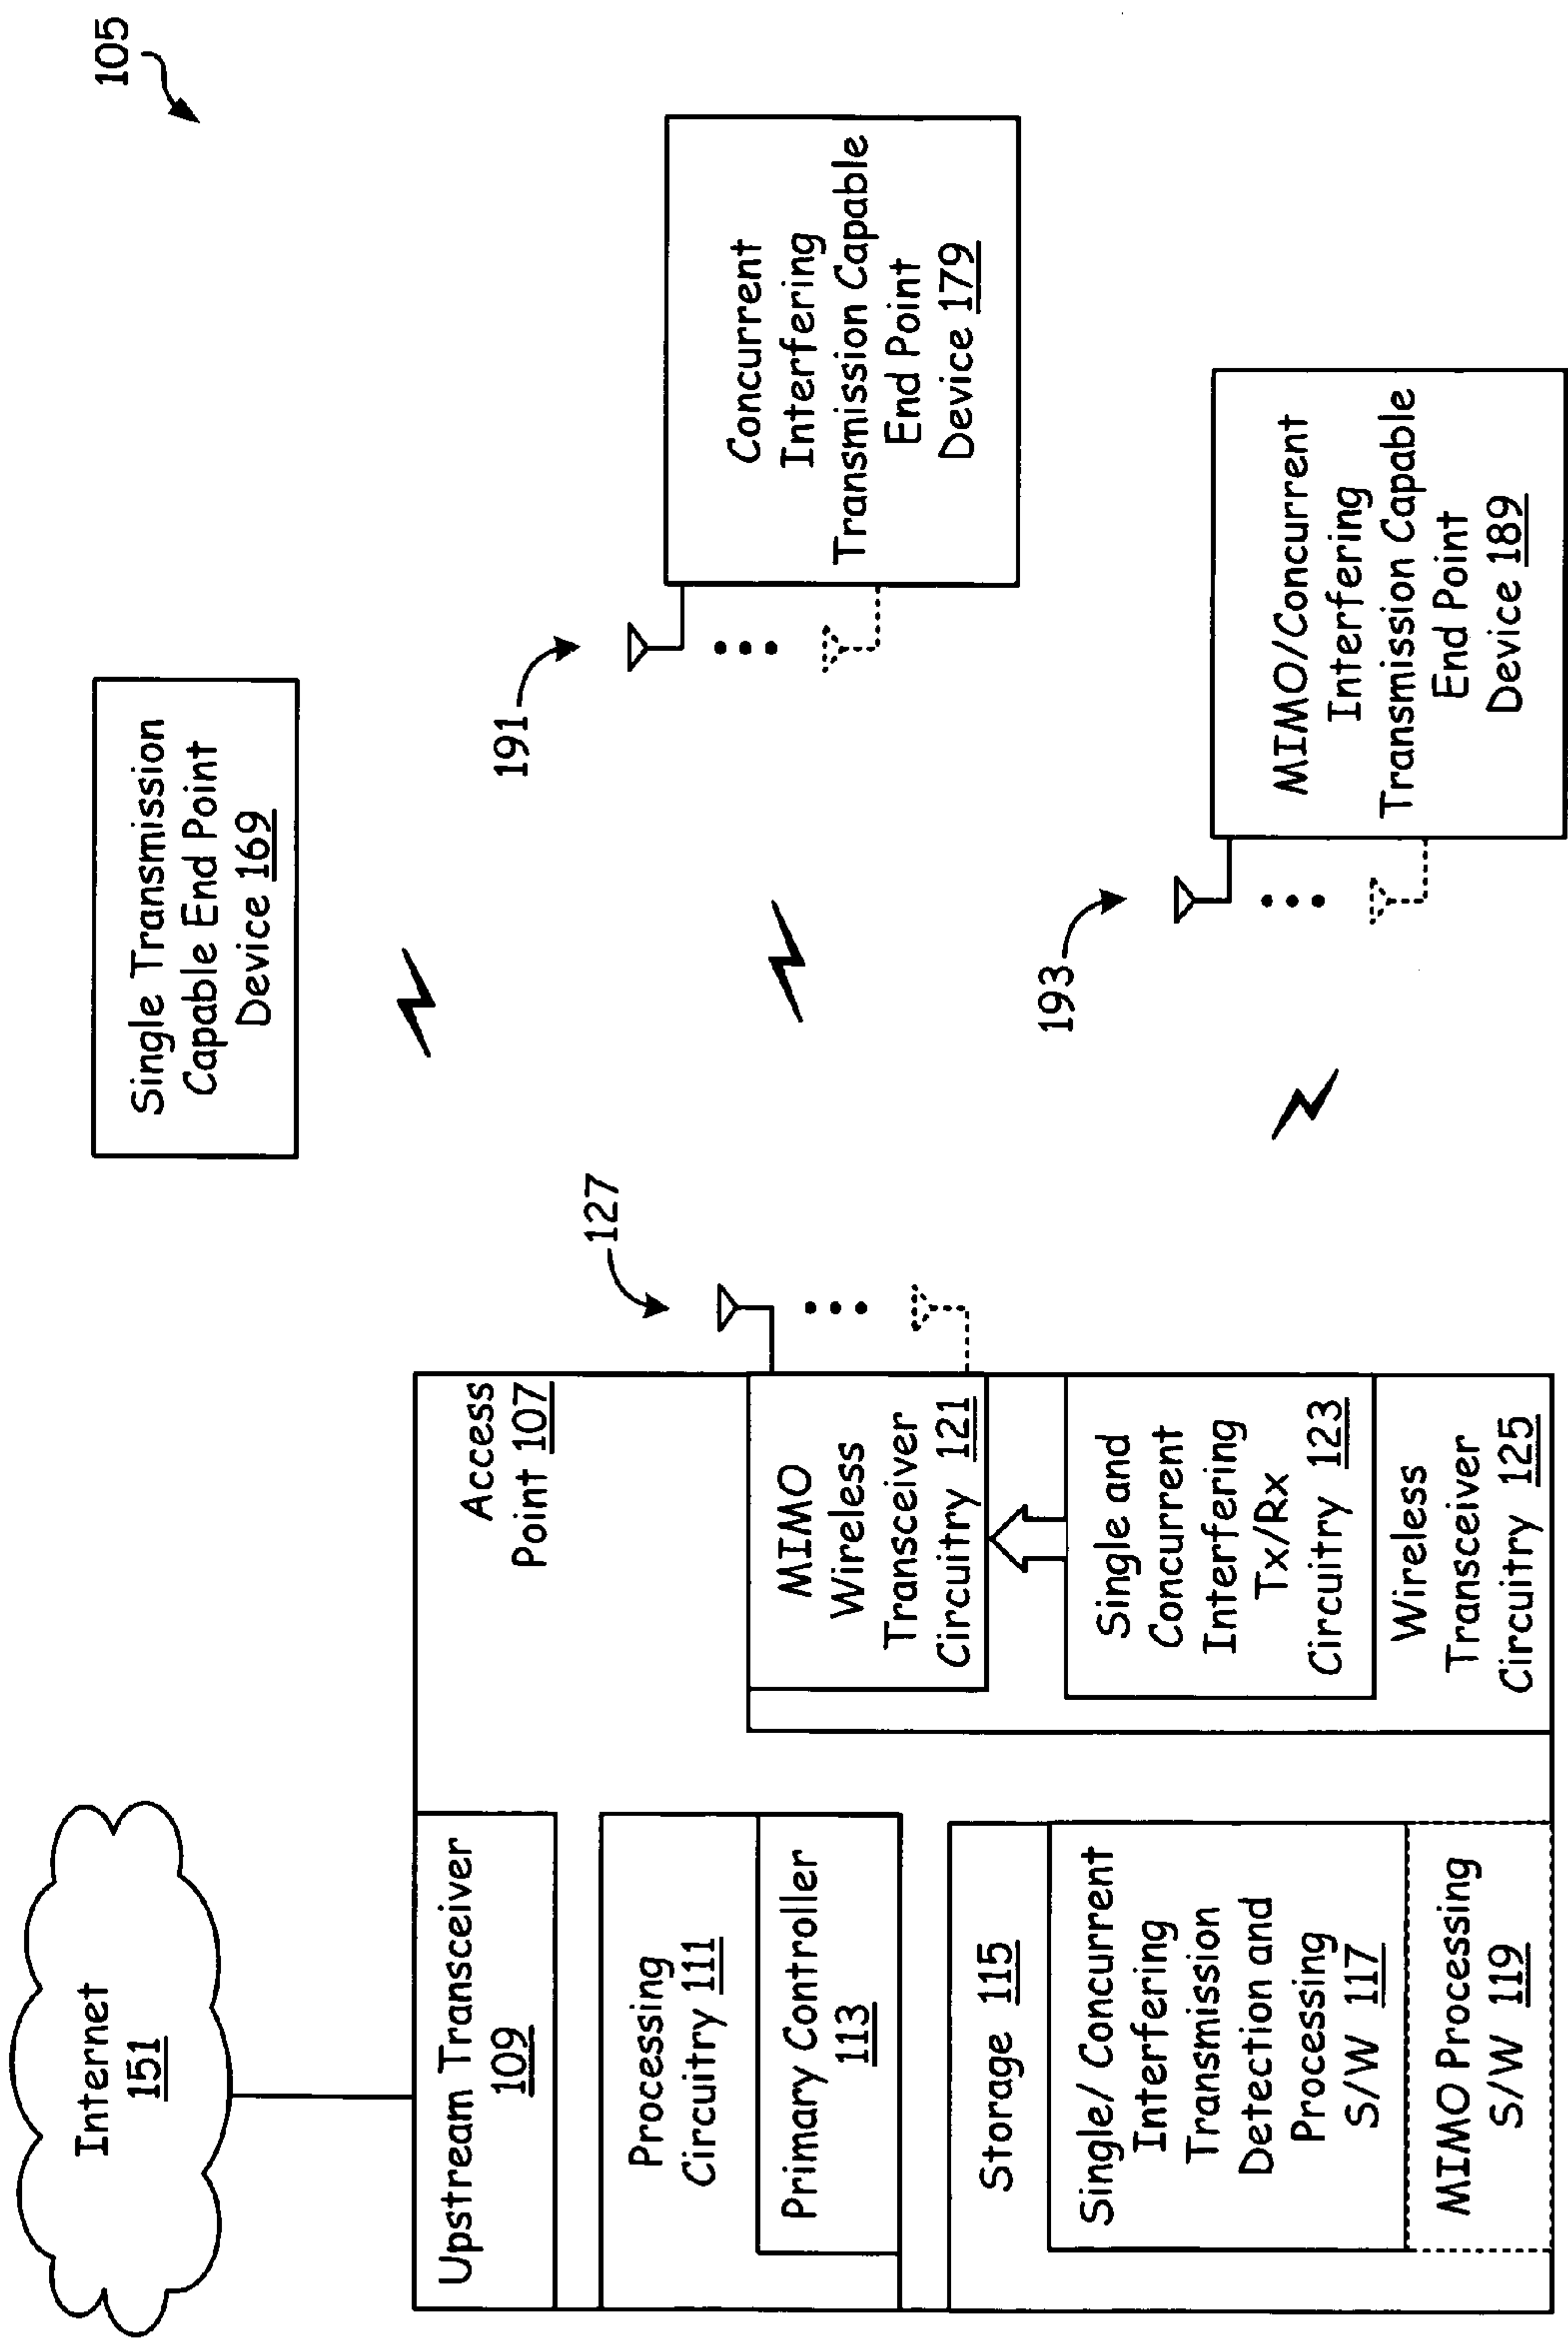 105
Internet
151
Single Transmission
Capable End Point
Device 169
191
Concurrent
Interfering
Transmission Capable
End Point
Device 179
193
MIMO/Concurrent
Interfering
Transmission Capable
End Point
Device 189
127
Access
Point 107
Upstream Transceiver
109
Processing
Circuitry 111
Primary Controller
113
Storage 115
Single/ Concurrent
Interfering
Transmission
Detection and
Processing
S/W 117
MIMO Processing
S/W 119
MIMO
Wireless
Transceiver
Circuitry 121
Single and
Concurrent
Interfering
Tx/Rx
Circuitry 123
Wireless
Transceiver
Circuitry 125